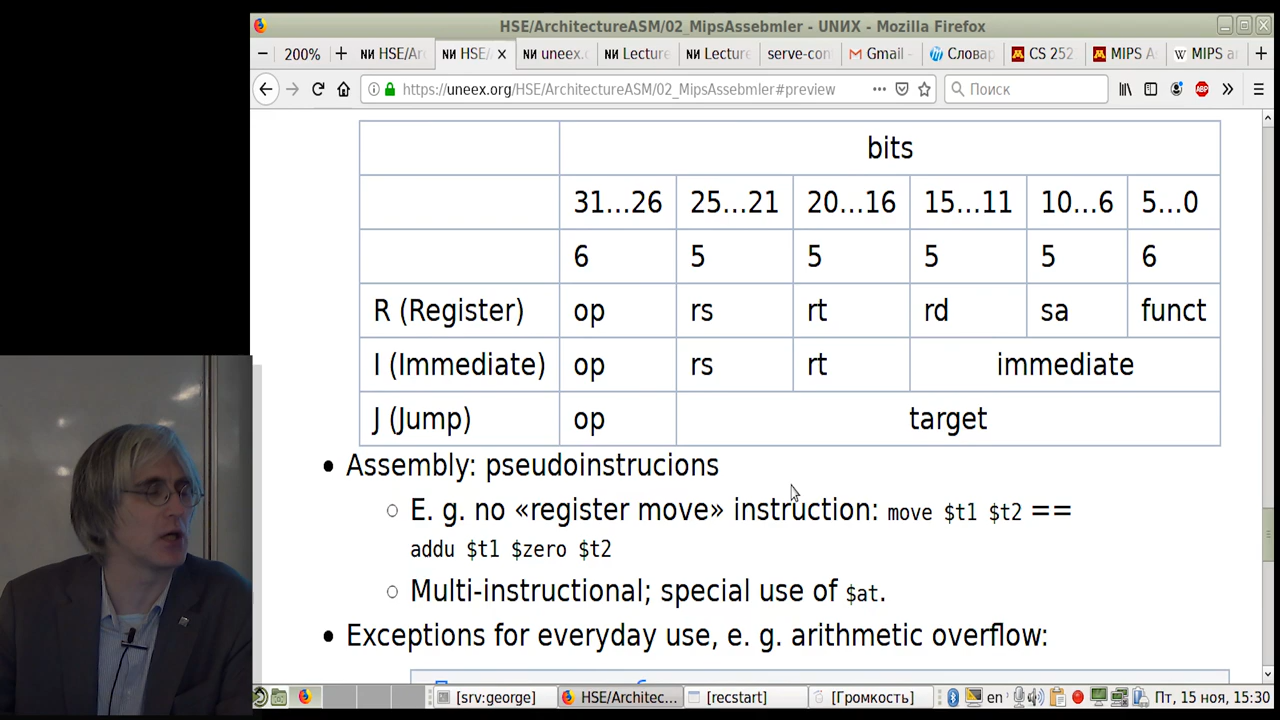 HSE/ArchitectureASM/02_MipsAssebmler - UNИX - Mozilla Firefox
200% HSE/Ar HSE/ uneex. Lecture Lecture serve-con Gmail - Словар CS 252 MIPS A MIPS ar
https://uneex.org/HSE/ArchitectureASM/02_MipsAssebmler#preview Поиск
bits
31...26 25...21 20...16 15...11 10...6 5...0
6 5 5 5 5 6
R (Register) op rs rt rd sa funct
I (Immediate) op rs rt immediate
J (Jump) op target
• Assembly: pseudoinstrucions
○ E. g. no «register move» instruction: move $t1 $t2 ==
addu $t1 $zero $t2
○ Multi-instructional; special use of $at.
• Exceptions for everyday use, e. g. arithmetic overflow:
[srv:george] HSE/Architec... [recstart] [Громкость] en Пт, 15 ноя, 15:30